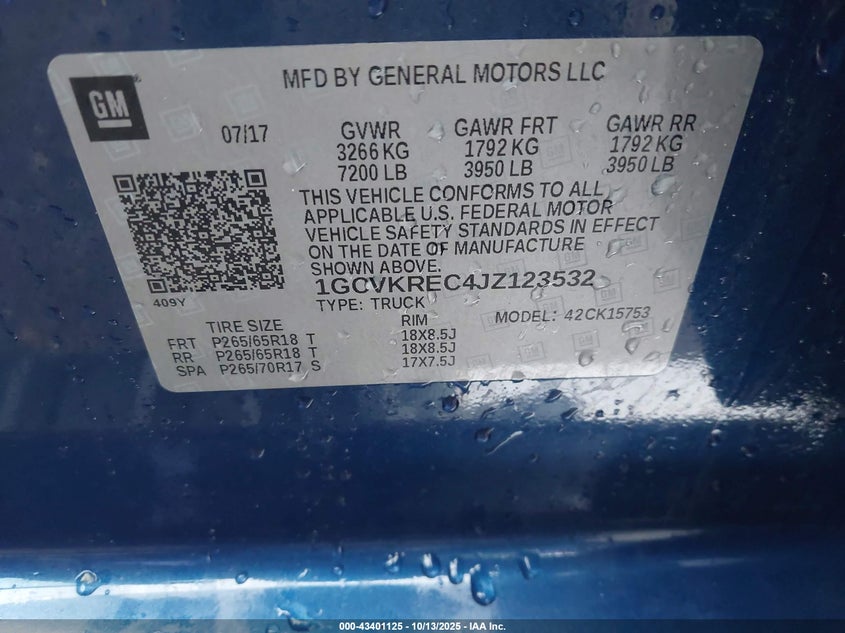 MFD BY GENERAL MOTORS LLC
GM
07/17 GVWR GAWR FRT GAWR RR
3266 KG 1792 KG 1792 KG
7200 LB 3950 LB 3950 LB
THIS VEHICLE CONFORMS TO ALL
APPLICABLE U.S. FEDERAL MOTOR
VEHICLE SAFETY STANDARDS IN EFFECT
ON THE DATE OF MANUFACTURE
SHOWN ABOVE.
409Y
1GCVKREC4JZ123532
TYPE: TRUCK
MODEL: 42CK15753
TIRE SIZE RIM
FRT P265/65R18 T 18X8.5J
RR P265/65R18 T 18X8.5J
SPA P265/70R17 S 17X7.5J
000-43401125 - 10/13/2025 - IAA Inc.